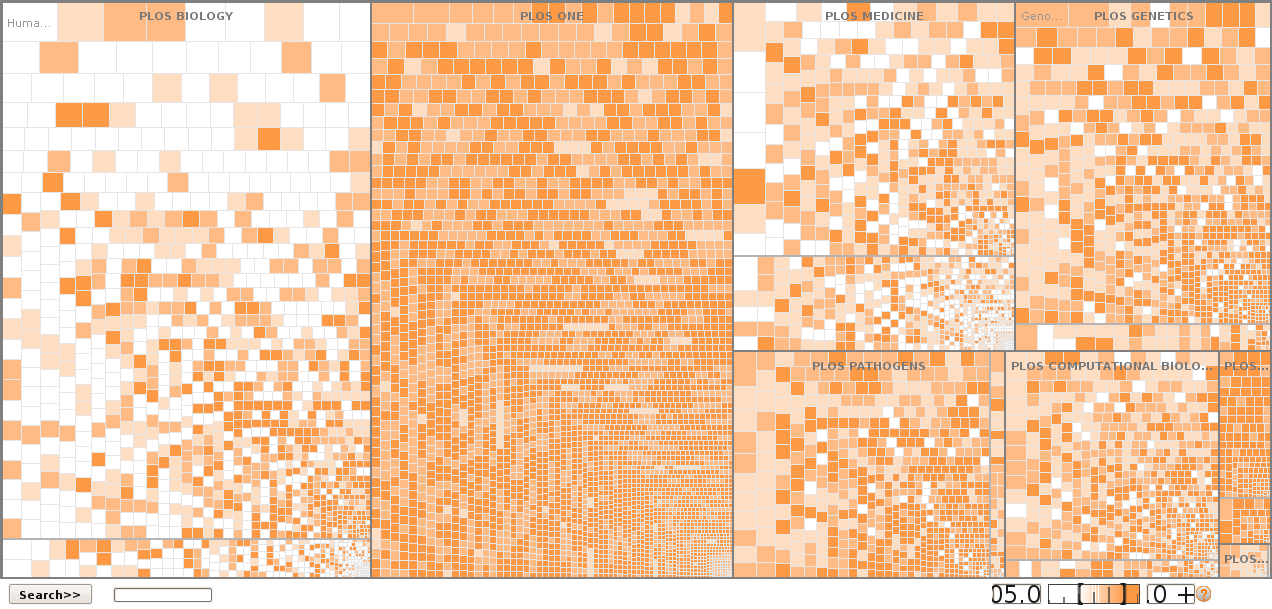 PLOS BIOLOGY
Huma...
PLOS ONE
PLOS MEDICINE
PLOS GENETICS
Geno...
PLOS PATHOGENS
PLOS COMPUTATIONAL BIOLO...
PLOS...
PLOS...
Search>>
05.0
.0
+
?